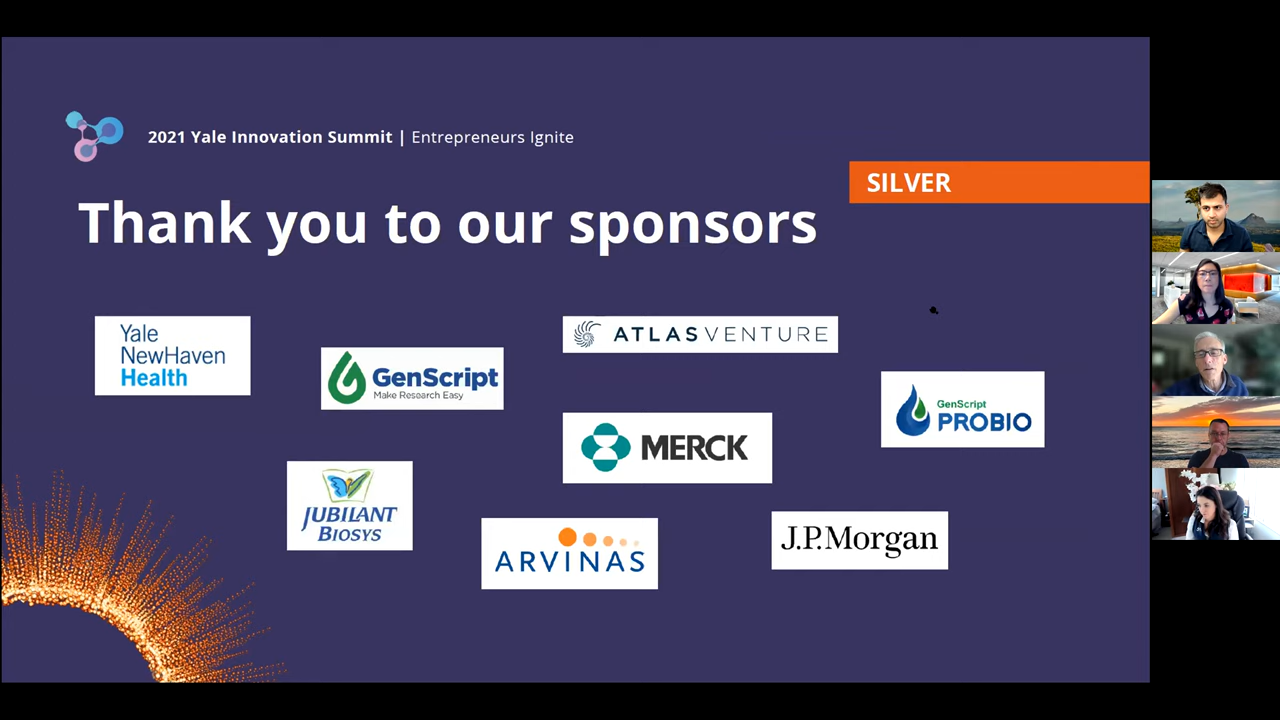 2021 Yale Innovation Summit | Entrepreneurs Ignite
SILVER
Thank you to our sponsors
Yale
NewHaven
Health
GenScript
Make Research Easy
ATLAS VENTURE
GenScript
PROBIO
MERCK
JUBILANT
BIOSYS
ARVINAS
J.P.Morgan